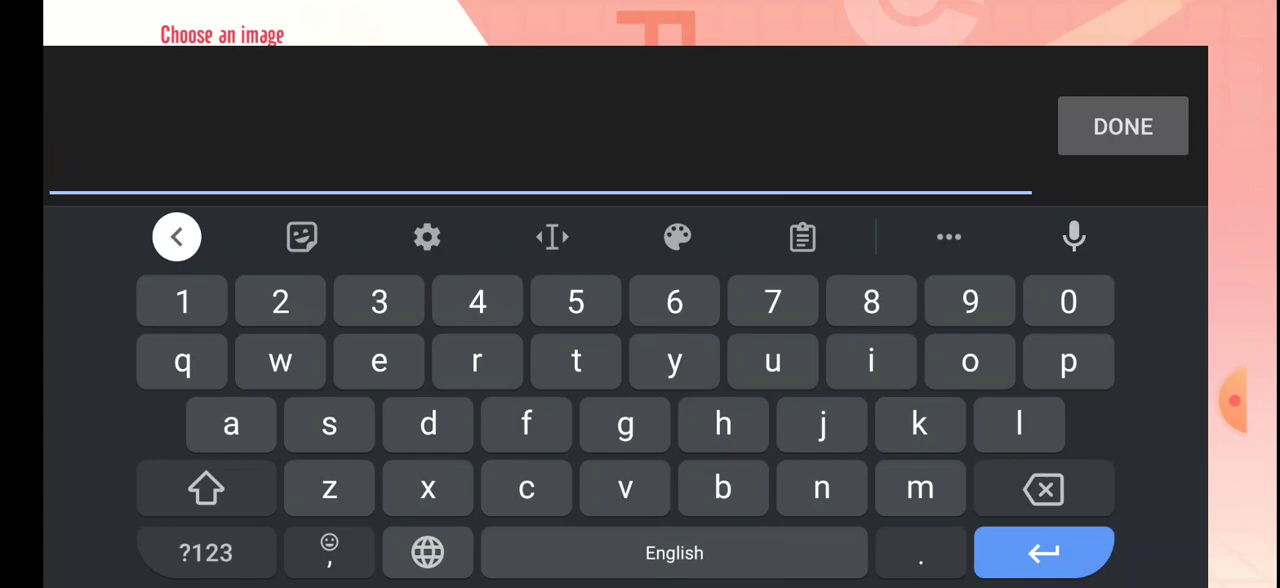 Choose an image
DONE
1 2 3 4 5 6 7 8 9 0
q w e r t y u i o p
a s d f g h j k l
z x c v b n m
?123 , English .